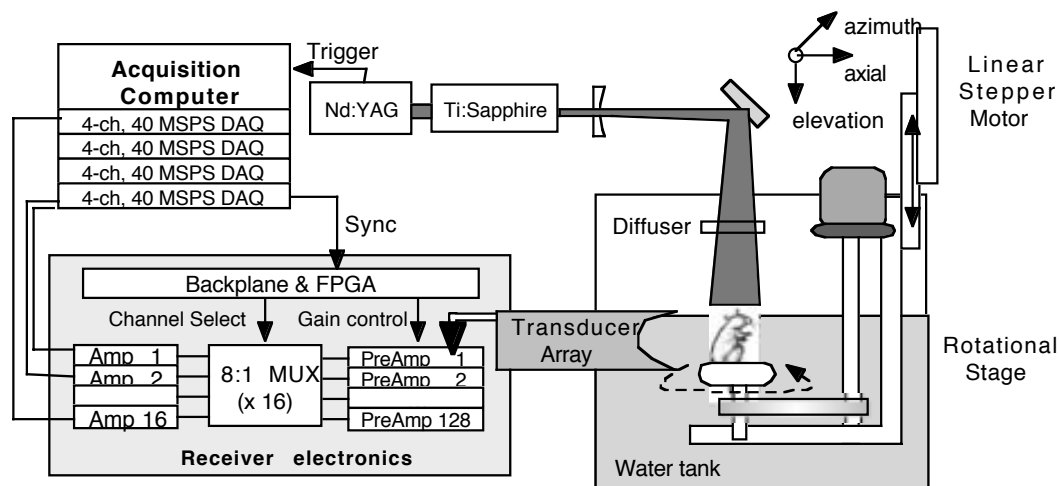 Acquisition
Computer
4-ch, 40 MSPS DAQ
4-ch, 40 MSPS DAQ
4-ch, 40 MSPS DAQ
4-ch, 40 MSPS DAQ
Trigger
Nd:YAG
Ti:Sapphire
azimuth
axial
elevation
Linear
Stepper
Motor
Sync
Diffuser
Backplane & FPGA
Channel Select
Gain control
Amp 1
Amp 2
Amp 16
8:1 MUX
(x 16)
PreAmp 1
PreAmp 2
PreAmp 128
Transducer
Array
Rotational
Stage
Receiver electronics
Water tank